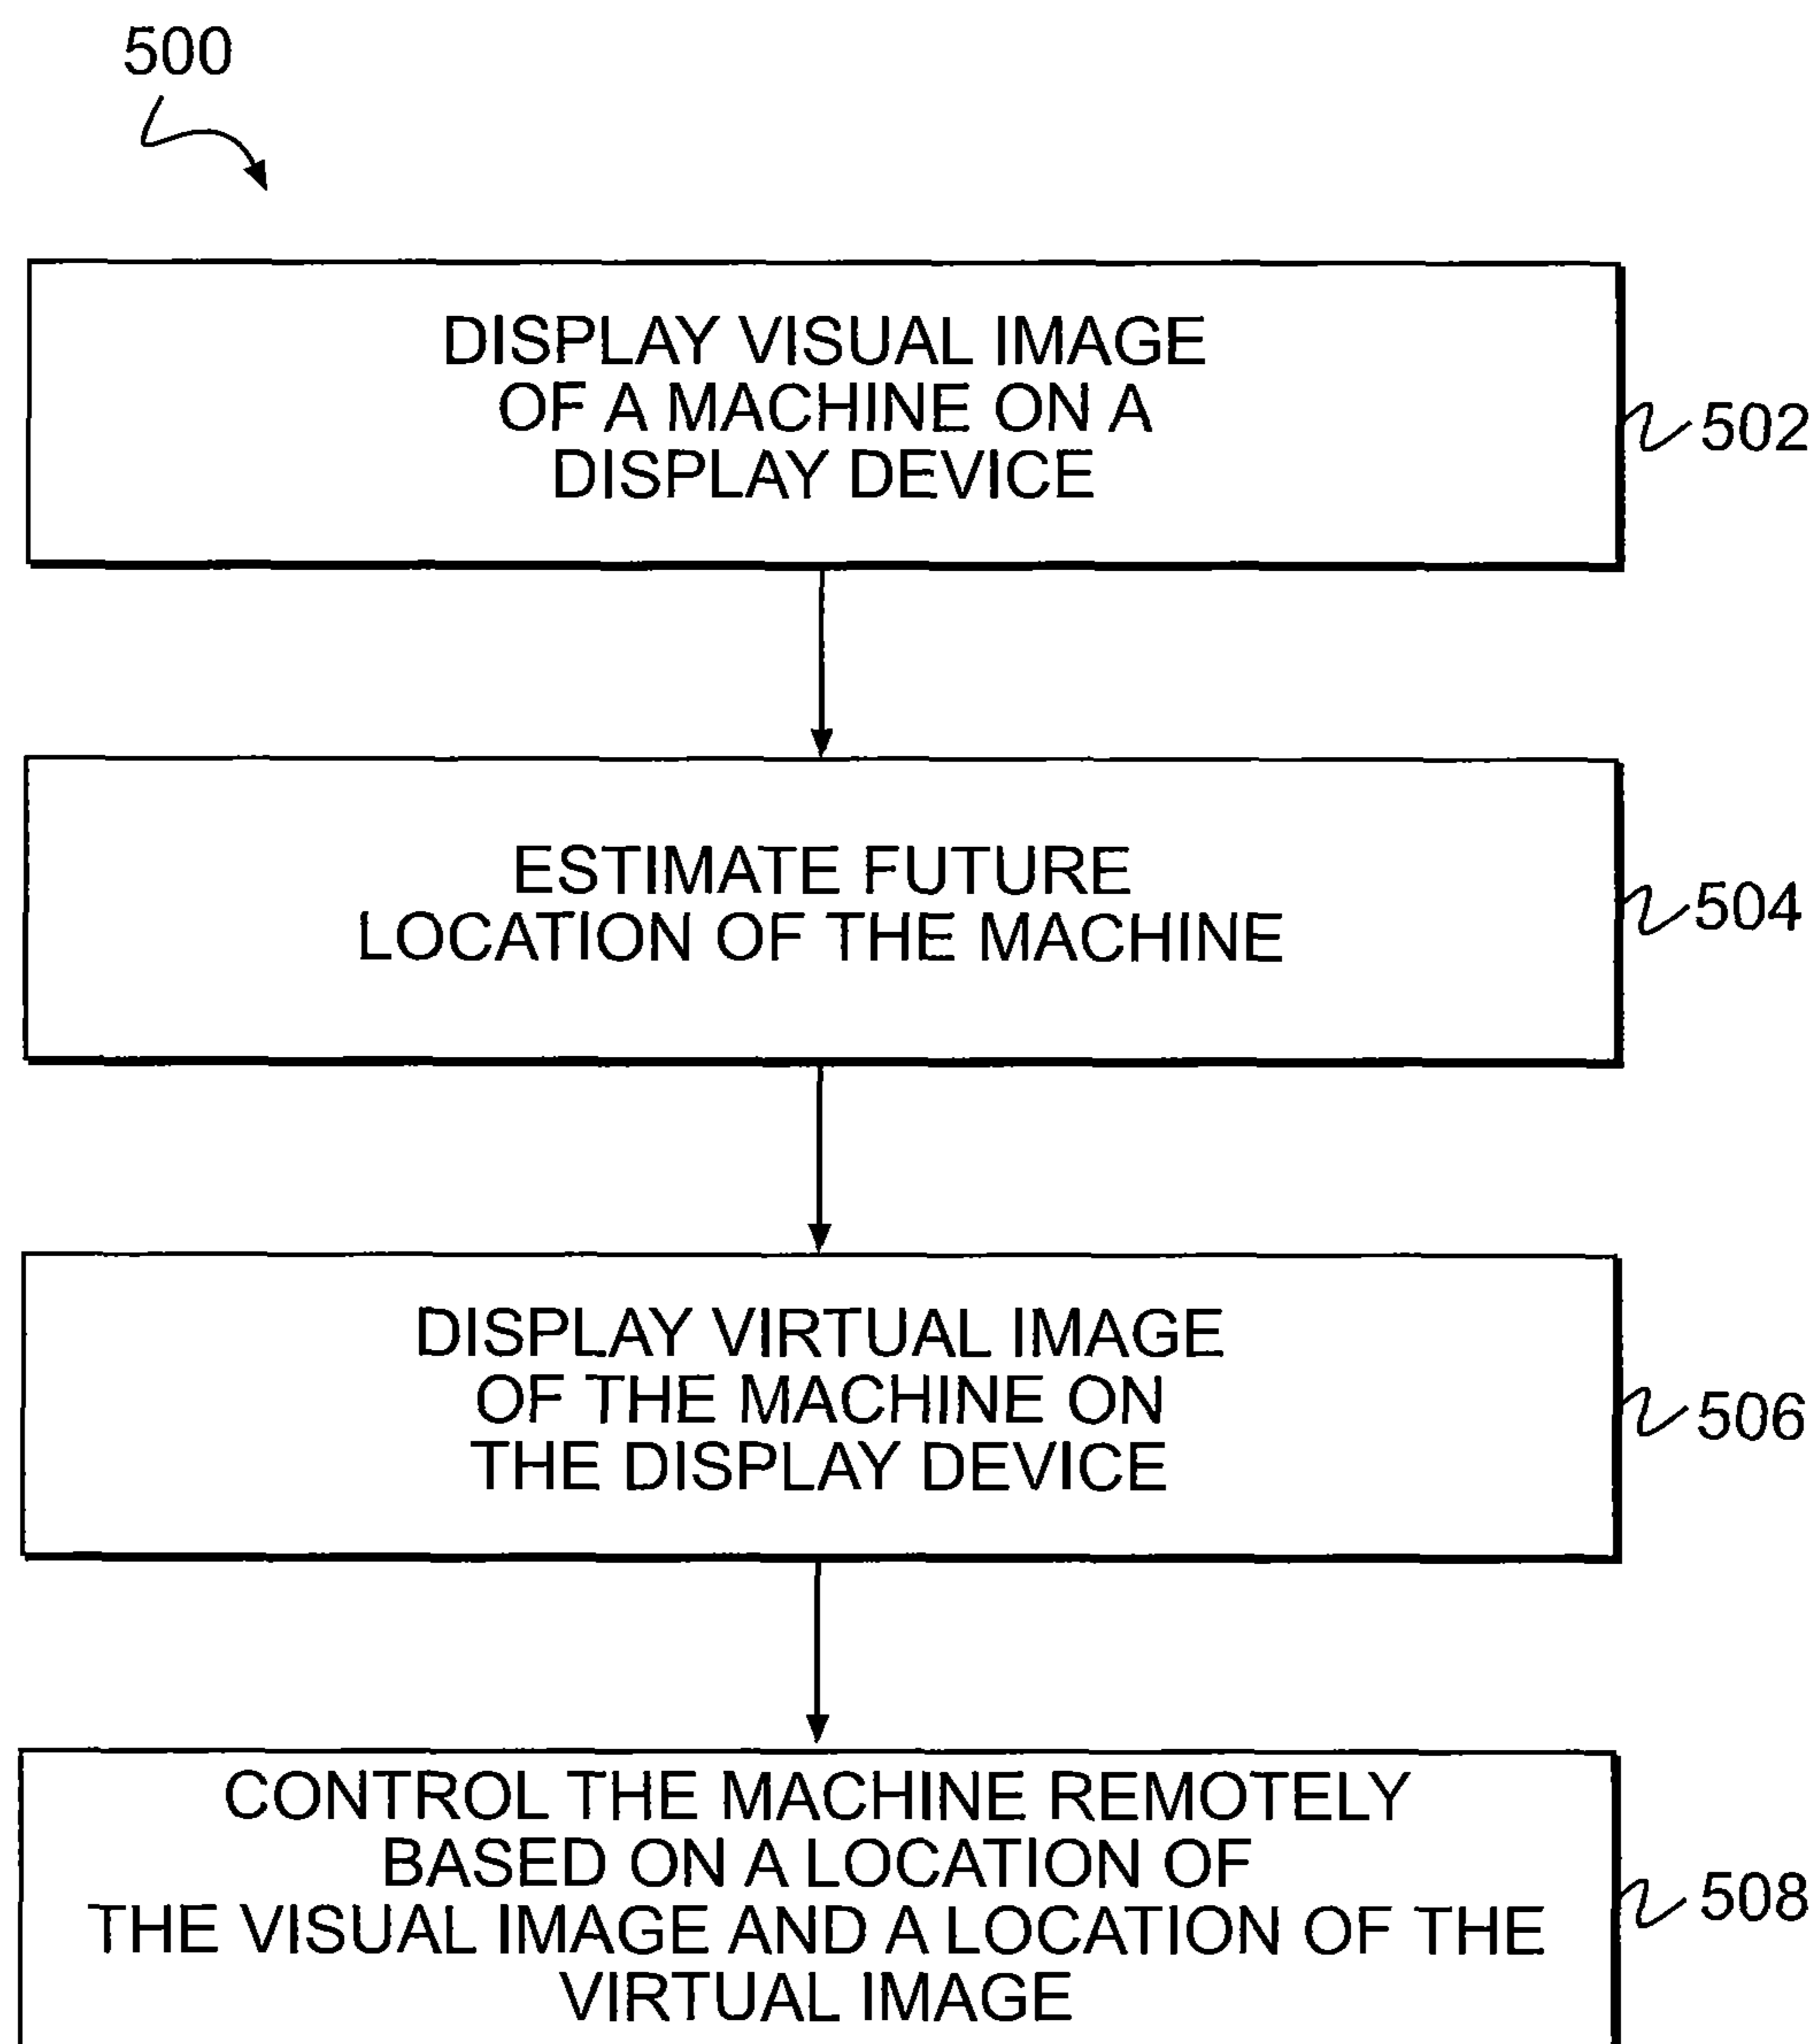 500
DISPLAY VISUAL IMAGE
OF A MACHINE ON A
DISPLAY DEVICE
502
ESTIMATE FUTURE
LOCATION OF THE MACHINE
504
DISPLAY VIRTUAL IMAGE
OF THE MACHINE ON
THE DISPLAY DEVICE
506
CONTROL THE MACHINE REMOTELY
BASED ON A LOCATION OF
THE VISUAL IMAGE AND A LOCATION OF THE
VIRTUAL IMAGE
508